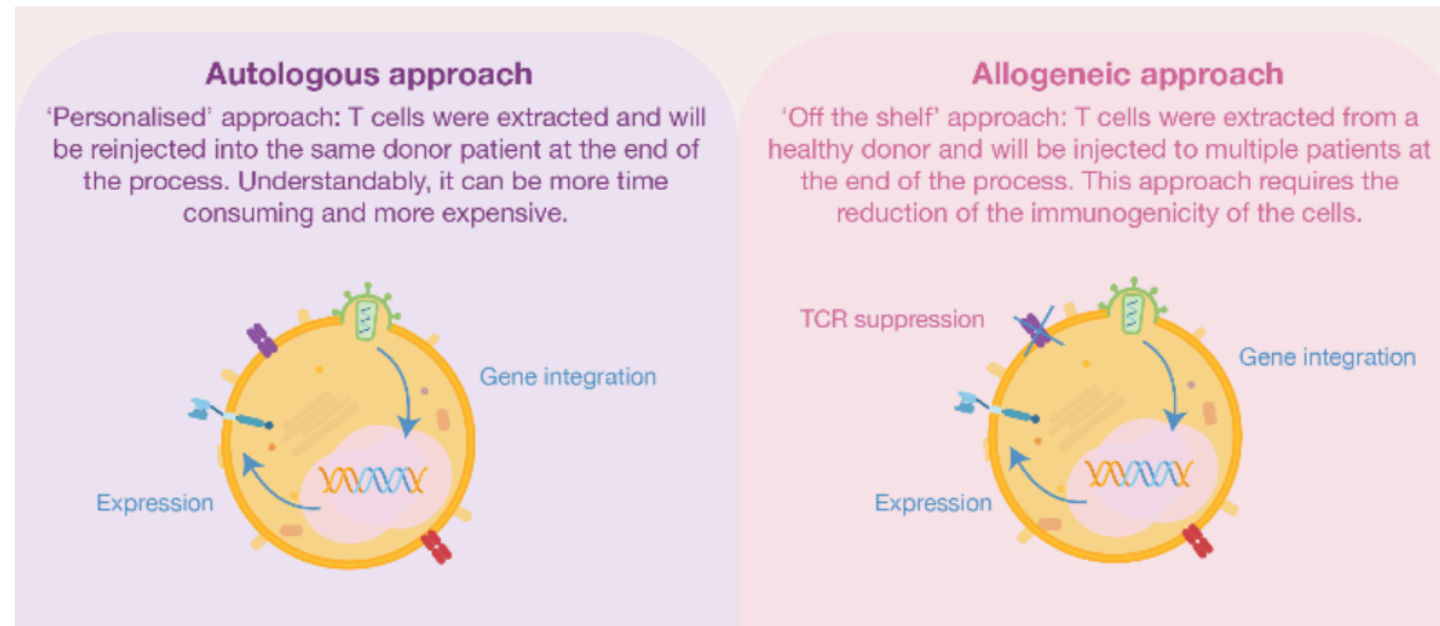 Autologous approach
‘Personalised’ approach: T cells were extracted and will
be reinjected into the same donor patient at the end of
the process. Understandably, it can be more time
consuming and more expensive.
Gene integration
Expression
Allogeneic approach
‘Off the shelf’ approach: T cells were extracted from a
healthy donor and will be injected to multiple patients at
the end of the process. This approach requires the
reduction of the immunogenicity of the cells.
TCR suppression
Gene integration
Expression